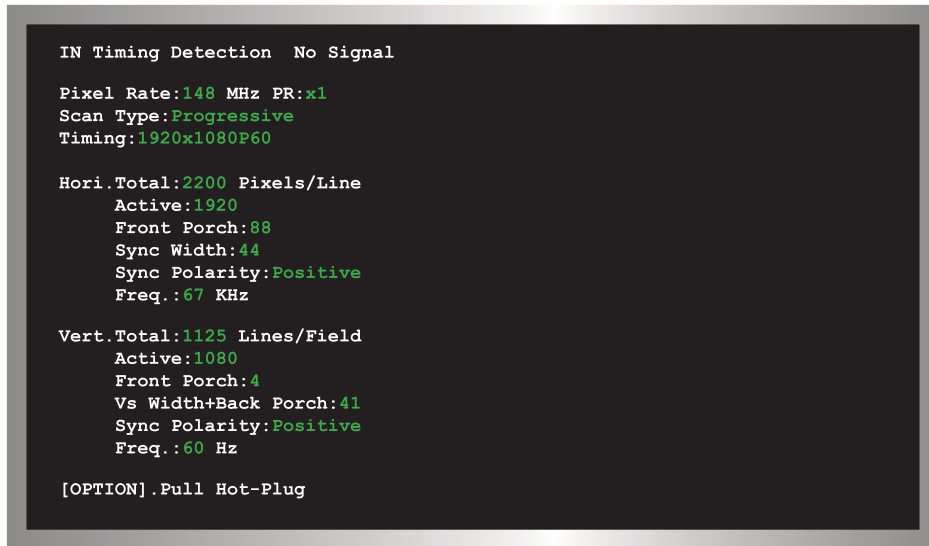 IN Timing Detection  No Signal
Pixel Rate:148 MHz PR:x1
Scan Type:Progressive
Timing:1920x1080P60
Hori.Total:2200 Pixels/Line
Active:1920
Front Porch:88
Sync Width:44
Sync Polarity:Positive
Freq.:67 KHz
Vert.Total:1125 Lines/Field
Active:1080
Front Porch:4
Vs Width+Back Porch:41
Sync Polarity:Positive
Freq.:60 Hz
[OPTION].Pull Hot-Plug